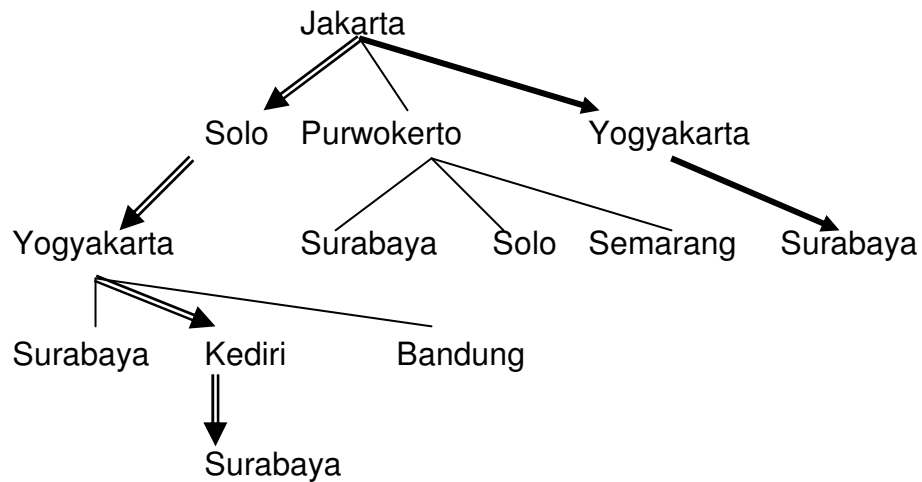 Jakarta
Solo Purwokerto Yogyakarta
Yogyakarta Surabaya Solo Semarang Surabaya
Surabaya Kediri Bandung
Surabaya